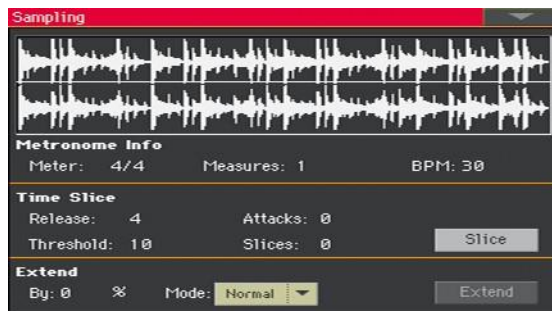 Sampling
Metronome Info
Meter: 4/4 Measures: 1 BPM: 30
Time Slice
Release: 4 Attacks: 0
Threshold: 10 Slices: 0 Slice
Extend
By: 0 % Mode: Normal Extend